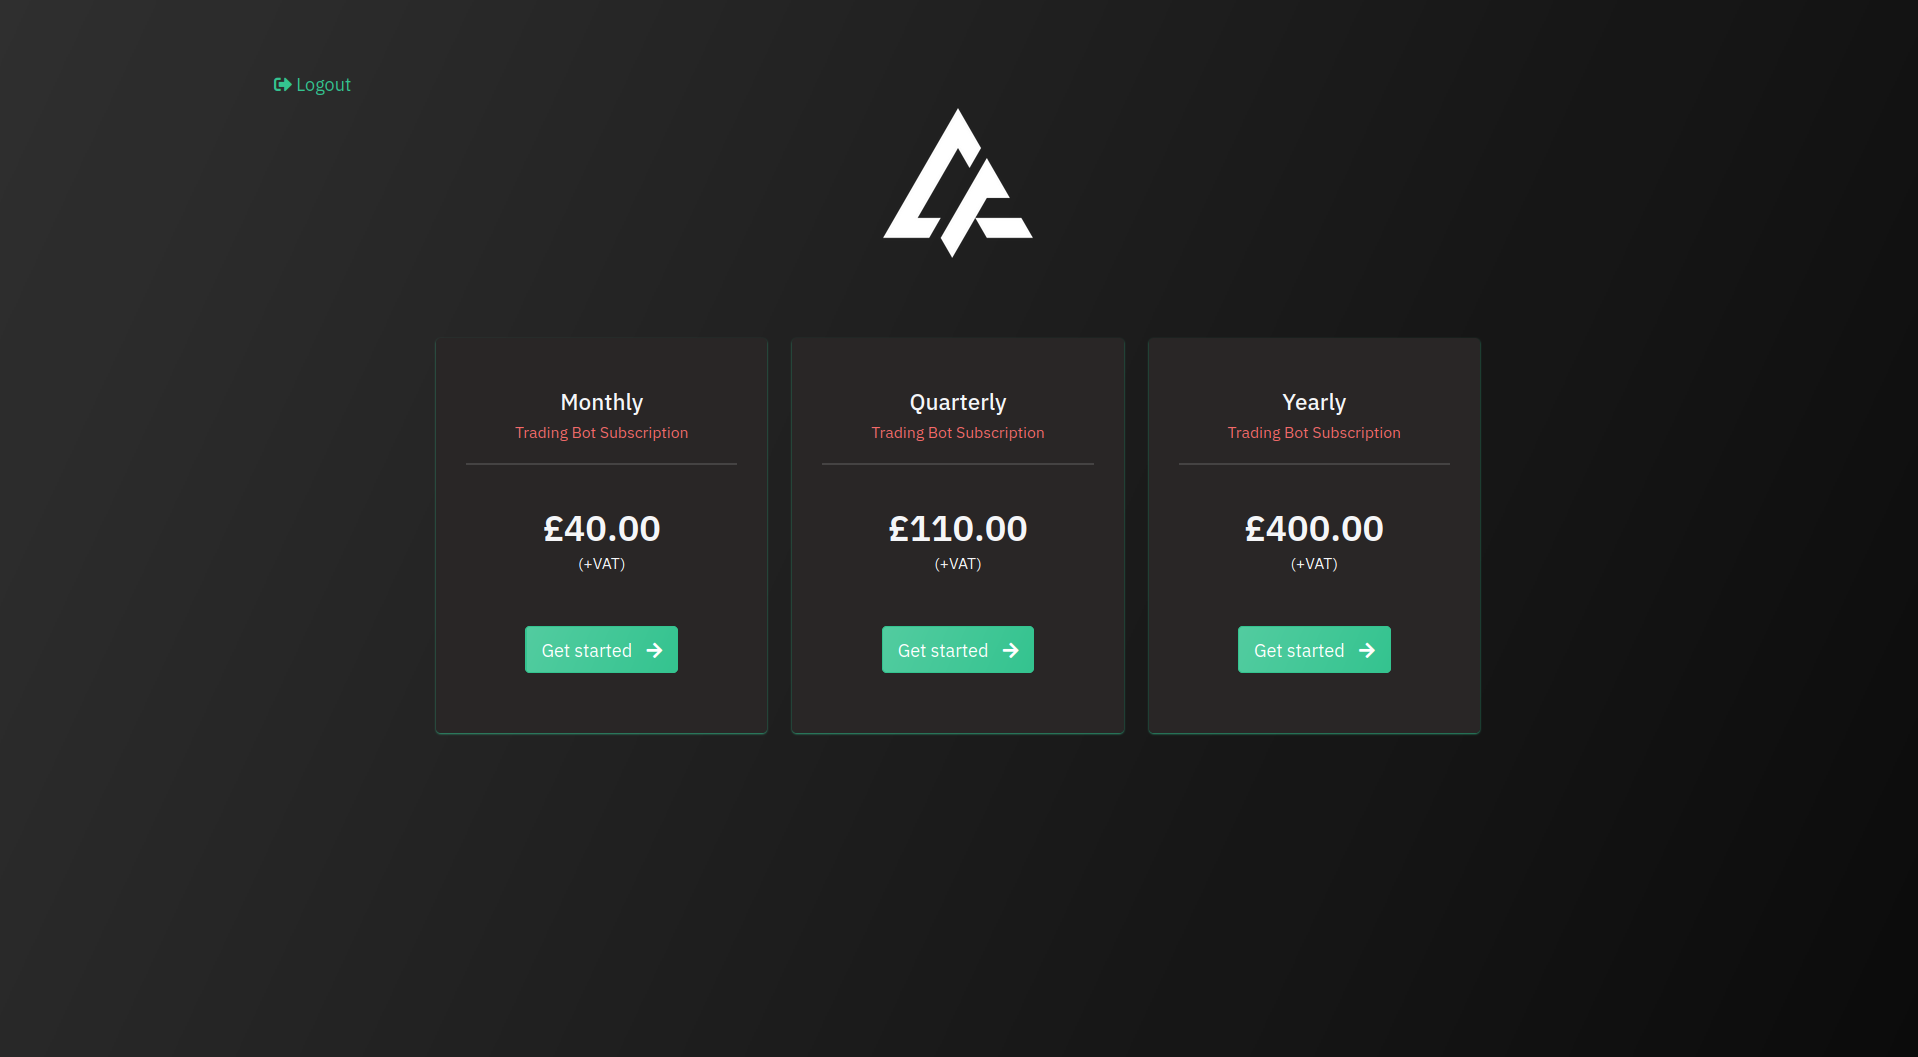 Logout
Monthly
Trading Bot Subscription
£40.00
(+VAT)
Get started
Quarterly
Trading Bot Subscription
£110.00
(+VAT)
Get started
Yearly
Trading Bot Subscription
£400.00
(+VAT)
Get started